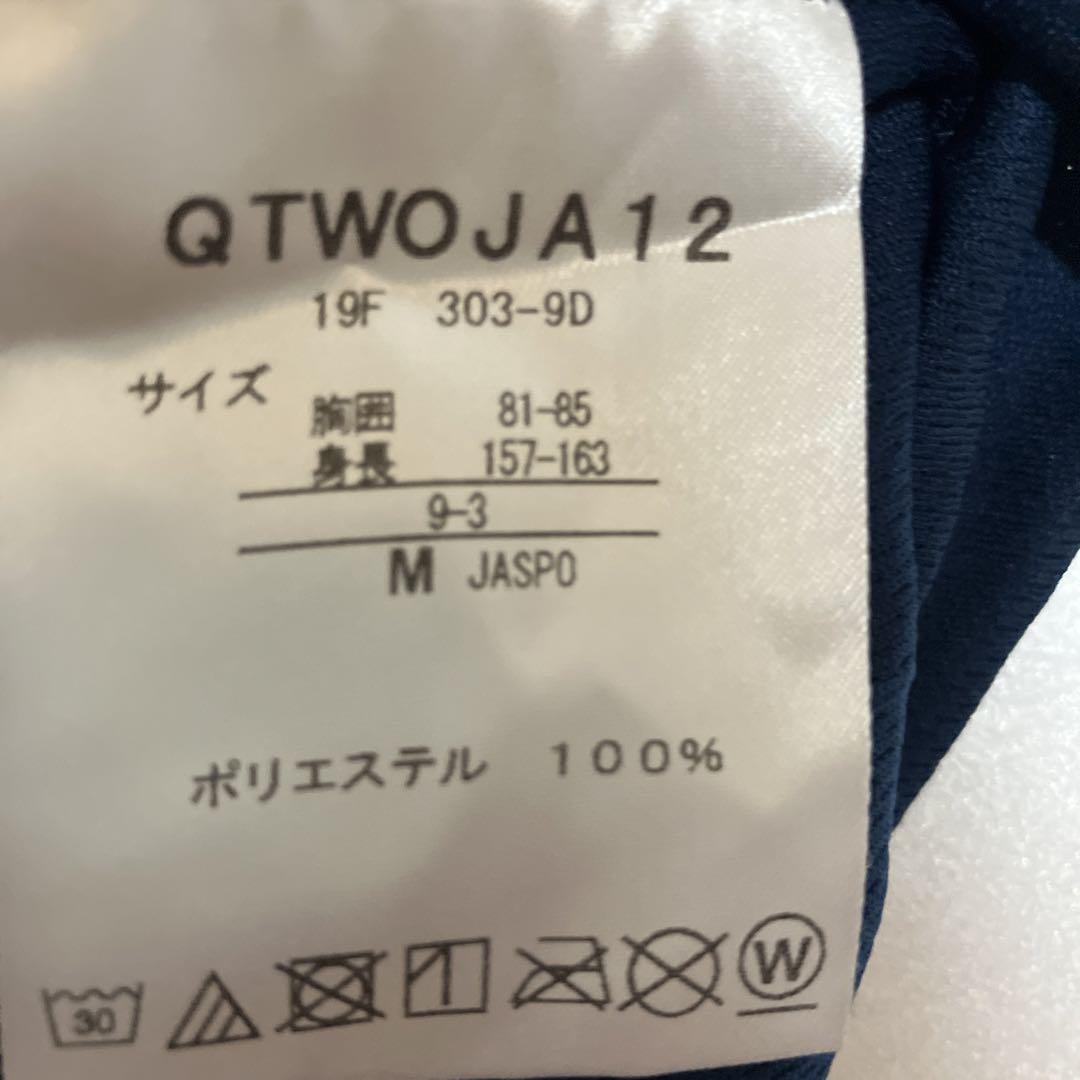 QTWOJA12
19F 303-9D
サイズ
胸囲 81-85
身長 157-163
9-3
M JASPO
ポリエステル 100%
30 W